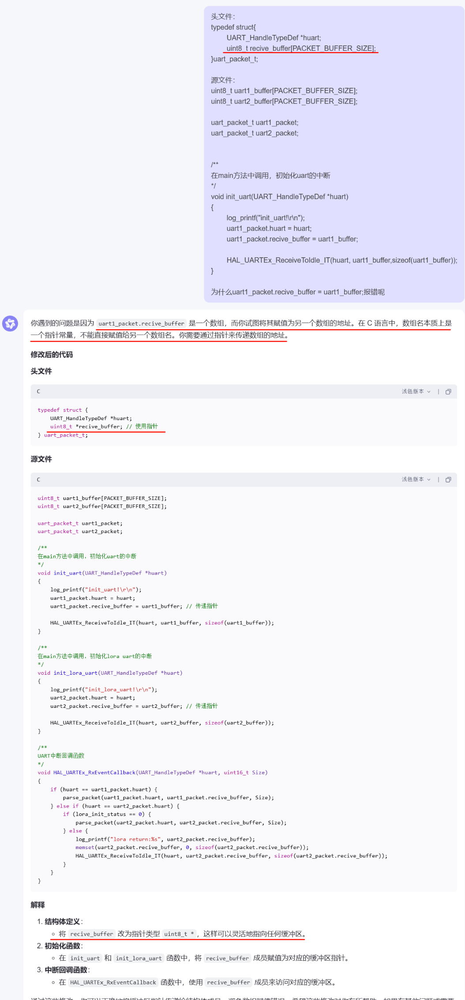 头文件：
typedef struct{
UART_HandleTypeDef *huart;
uint8_t recive_buffer[PACKET_BUFFER_SIZE];
}uart_packet_t;
源文件：
uint8_t uart1_buffer[PACKET_BUFFER_SIZE];
uint8_t uart2_buffer[PACKET_BUFFER_SIZE];
uart_packet_t uart1_packet;
uart_packet_t uart2_packet;
/**
在main方法中调用，初始化uart的中断
*/
void init_uart(UART_HandleTypeDef *huart)
{
log_printf("init_uart!\r\n");
uart1_packet.huart = huart;
uart1_packet.recive_buffer = uart1_buffer;
HAL_UARTEx_ReceiveToIdle_IT(huart, uart1_buffer,sizeof(uart1_buffer));
}
为什么uart1_packet.recive_buffer = uart1_buffer;报错呢
你遇到的问题是因为 uart1_packet.recive_buffer 是一个数组，而你试图将其赋值为另一个数组的地址。在 C 语言中，数组名本质上是
一个指针常量，不能直接赋值给另一个数组名。你需要通过指针来传递数组的地址。
修改后的代码
头文件
C 浅色版本
typedef struct {
UART_HandleTypeDef *huart;
uint8_t *recive_buffer; // 使用指针
} uart_packet_t;
源文件
C 浅色版本
uint8_t uart1_buffer[PACKET_BUFFER_SIZE];
uint8_t uart2_buffer[PACKET_BUFFER_SIZE];
uart_packet_t uart1_packet;
uart_packet_t uart2_packet;
/**
在main方法中调用，初始化uart的中断
*/
void init_uart(UART_HandleTypeDef *huart)
{
log_printf("init_uart!\r\n");
uart1_packet.huart = huart;
uart1_packet.recive_buffer = uart1_buffer; // 传递指针
HAL_UARTEx_ReceiveToIdle_IT(huart, uart1_buffer, sizeof(uart1_buffer));
}
/**
在main方法中调用，初始化lora uart的中断
*/
void init_lora_uart(UART_HandleTypeDef *huart)
{
log_printf("init_lora_uart!\r\n");
uart2_packet.huart = huart;
uart2_packet.recive_buffer = uart2_buffer; // 传递指针
HAL_UARTEx_ReceiveToIdle_IT(huart, uart2_buffer, sizeof(uart2_buffer));
}
/**
UART中断回调函数
*/
void HAL_UARTEx_RxEventCallback(UART_HandleTypeDef *huart, uint16_t Size)
{
if (huart == uart1_packet.huart) {
parse_packet(uart1_packet.huart, uart1_packet.recive_buffer, Size);
} else if (huart == uart2_packet.huart) {
if (lora_init_status == 0) {
parse_packet(uart2_packet.huart, uart2_packet.recive_buffer, Size);
} else {
log_printf("lora return:%s", uart2_packet.recive_buffer);
memset(uart2_packet.recive_buffer, 0, sizeof(uart2_packet.recive_buffer));
HAL_UARTEx_ReceiveToIdle_IT(huart, uart2_packet.recive_buffer, sizeof(uart2_packet.recive_buffer));
}
}
}
解释
1. 结构体定义：
将 recive_buffer 改为指针类型 uint8_t * ，这样可以灵活地指向任何缓冲区。
2. 初始化函数：
在 init_uart 和 init_lora_uart 函数中，将 recive_buffer 成员赋值为对应的缓冲区指针。
3. 中断回调函数：
在 HAL_UARTEx_RxEventCallback 函数中，使用 recive_buffer 成员来访问对应的缓冲区。